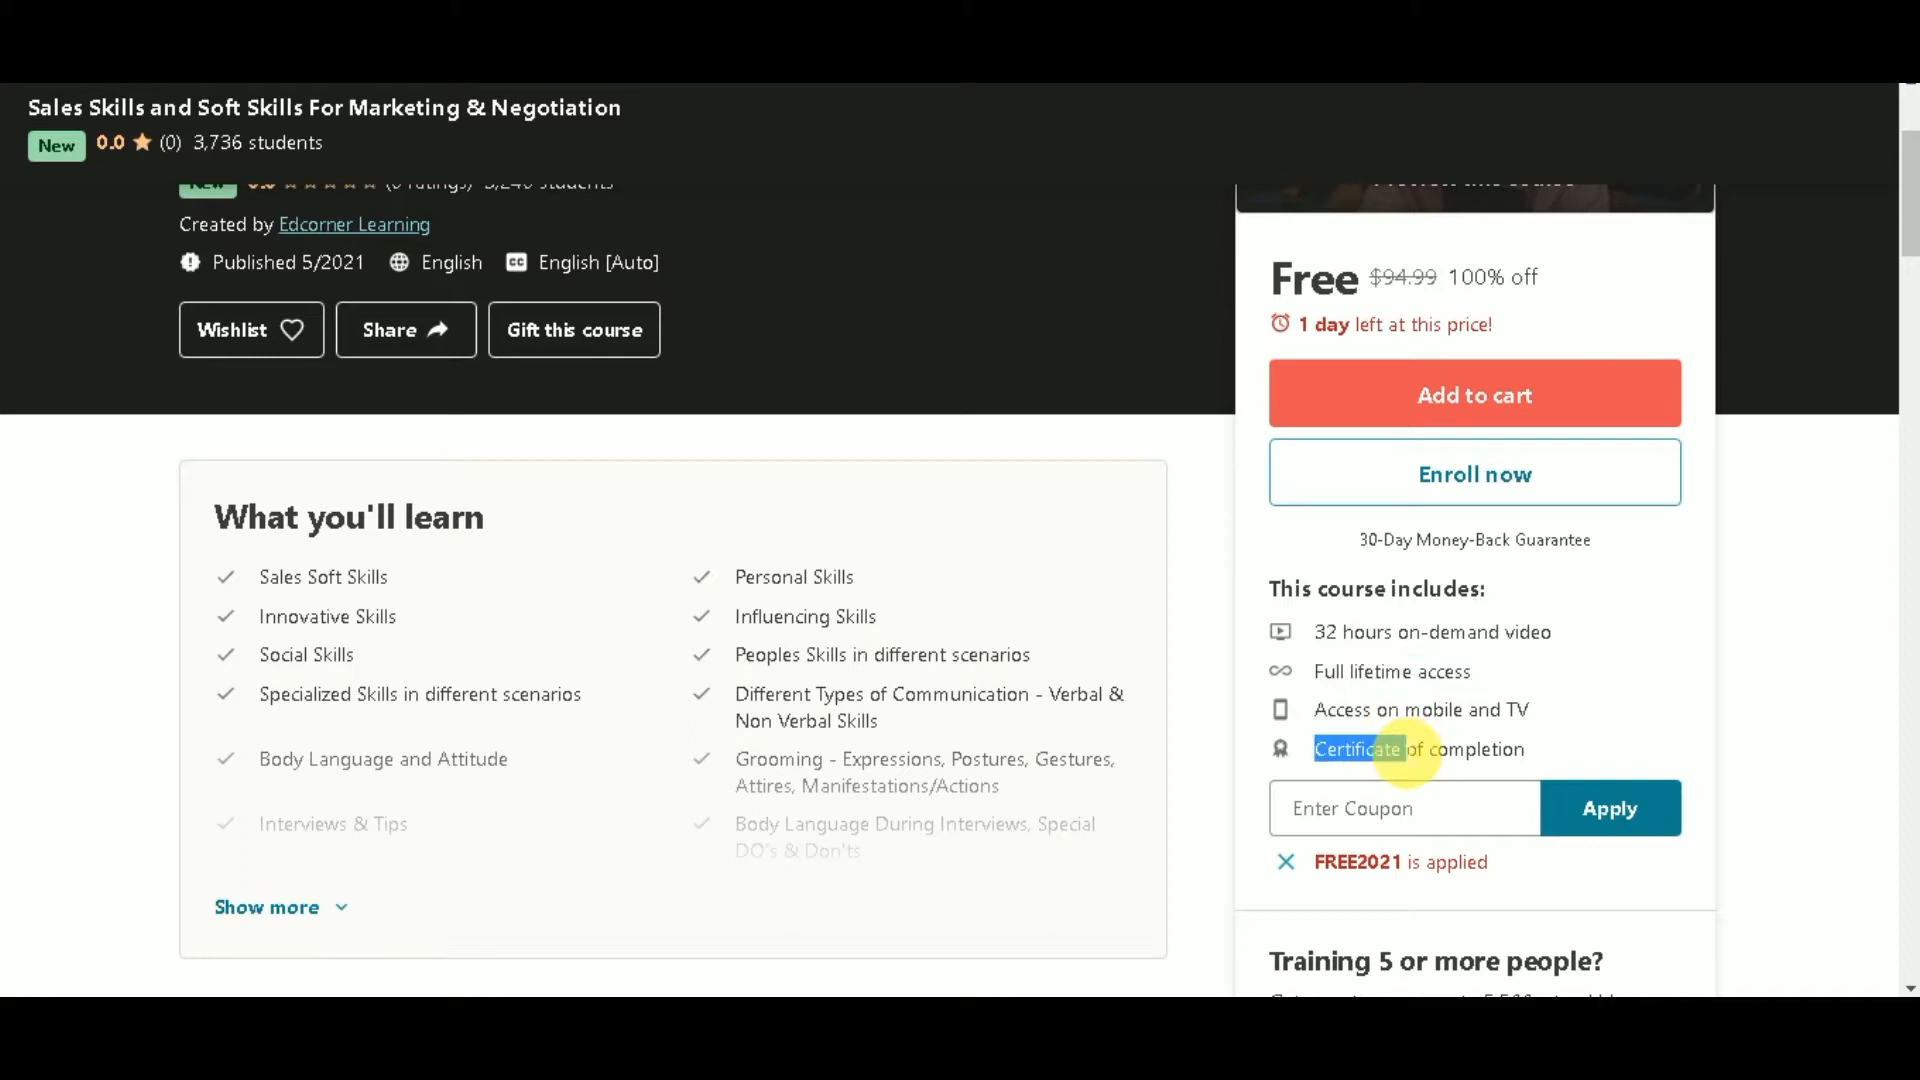 Sales Skills and Soft Skills For Marketing & Negotiation
New 0.0 (0) 3,736 students
Created by Edcorner Learning
Published 5/2021 English CC English [Auto]
Wishlist Share Gift this course
Free $94.99 100% off
1 day left at this price!
Add to cart
Enroll now
30-Day Money-Back Guarantee
This course includes:
32 hours on-demand video
Full lifetime access
Access on mobile and TV
Certificate of completion
Enter Coupon Apply
FREE2021 is applied
Training 5 or more people?
What you'll learn
Sales Soft Skills
Personal Skills
Innovative Skills
Influencing Skills
Social Skills
Peoples Skills in different scenarios
Specialized Skills in different scenarios
Different Types of Communication - Verbal &
Non Verbal Skills
Body Language and Attitude
Grooming - Expressions, Postures, Gestures,
Attires, Manifestations/Actions
Interviews & Tips
Body Language During Interviews, Special
DO's & Don'ts
Show more